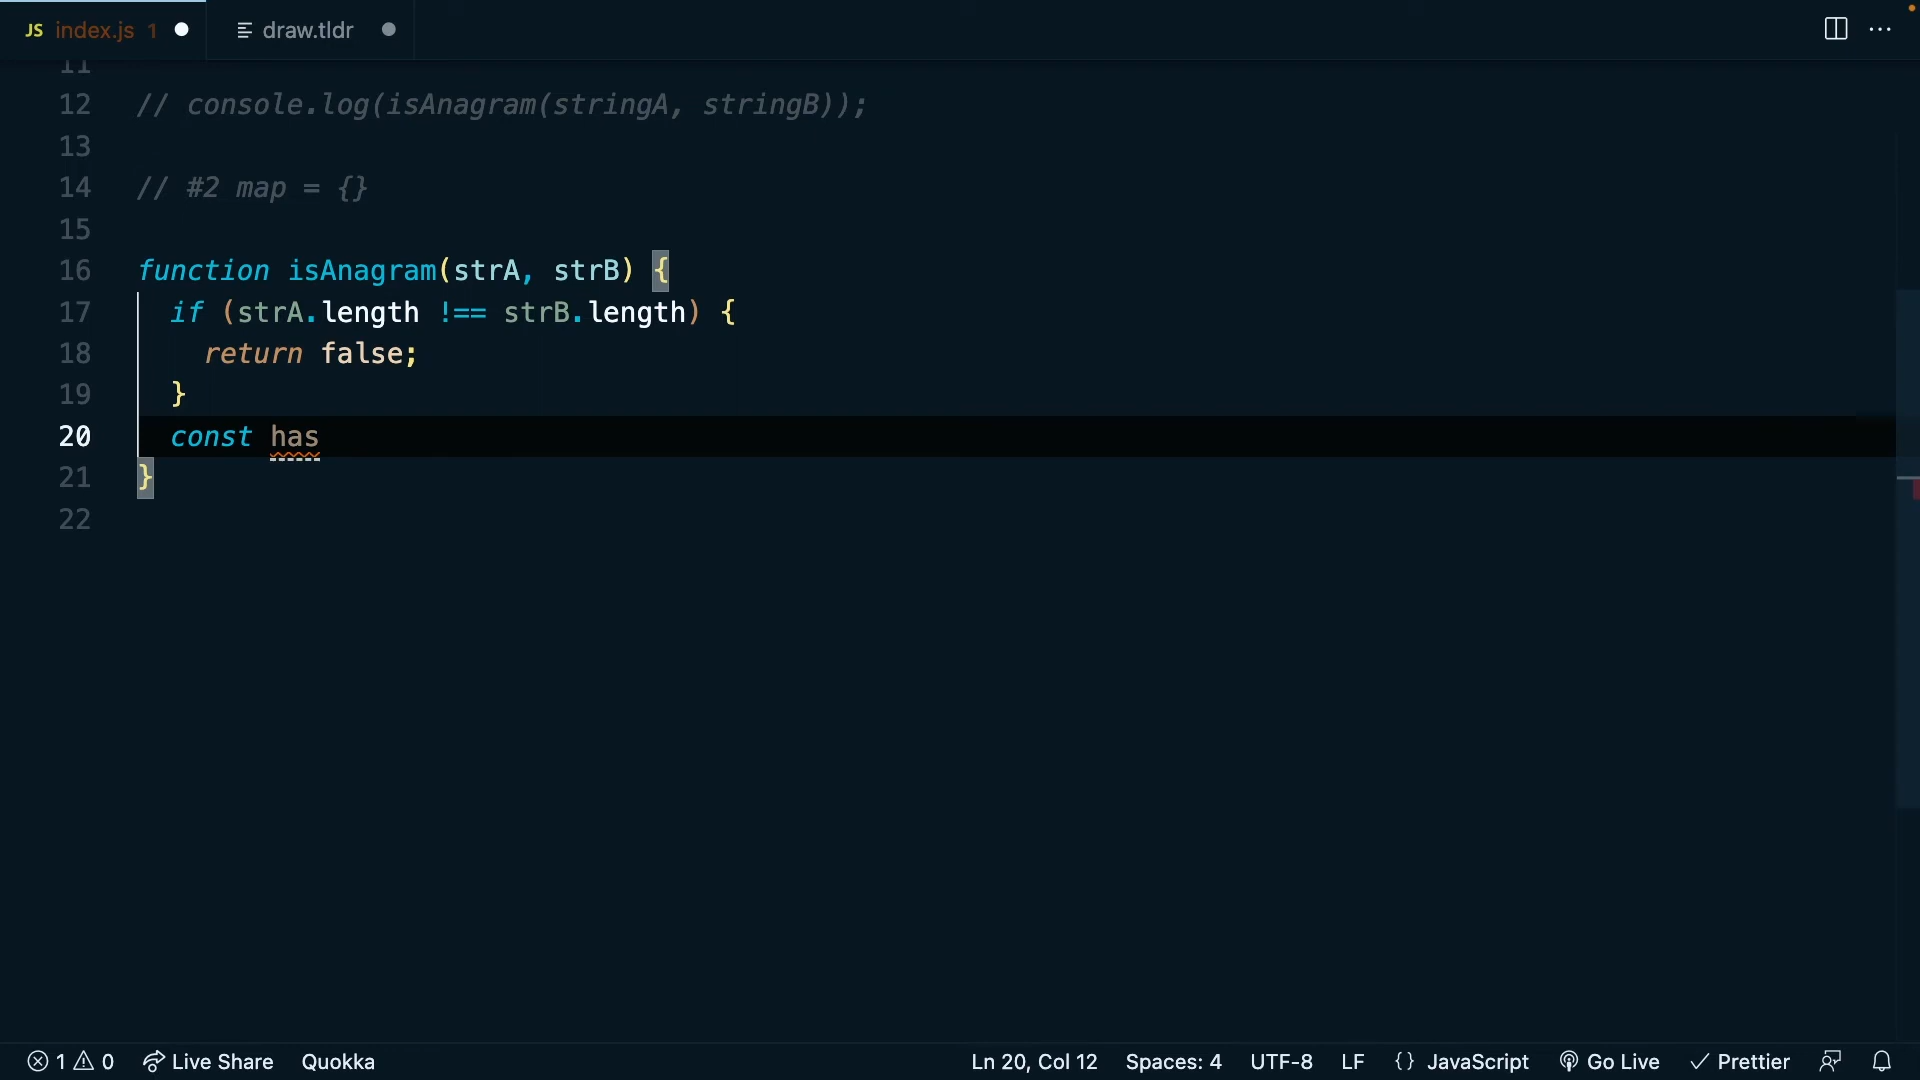 JS index.js 1 draw.tldr
11
12 // console.log(isAnagram(stringA, stringB));
13
14 // #2 map = {}
15
16 function isAnagram(strA, strB) {
17 if (strA.length !== strB.length) {
18 return false;
19 }
20 const has
21 }
22
1 0 Live Share Quokka Ln 20, Col 12 Spaces: 4 UTF-8 LF {} JavaScript Go Live Prettier